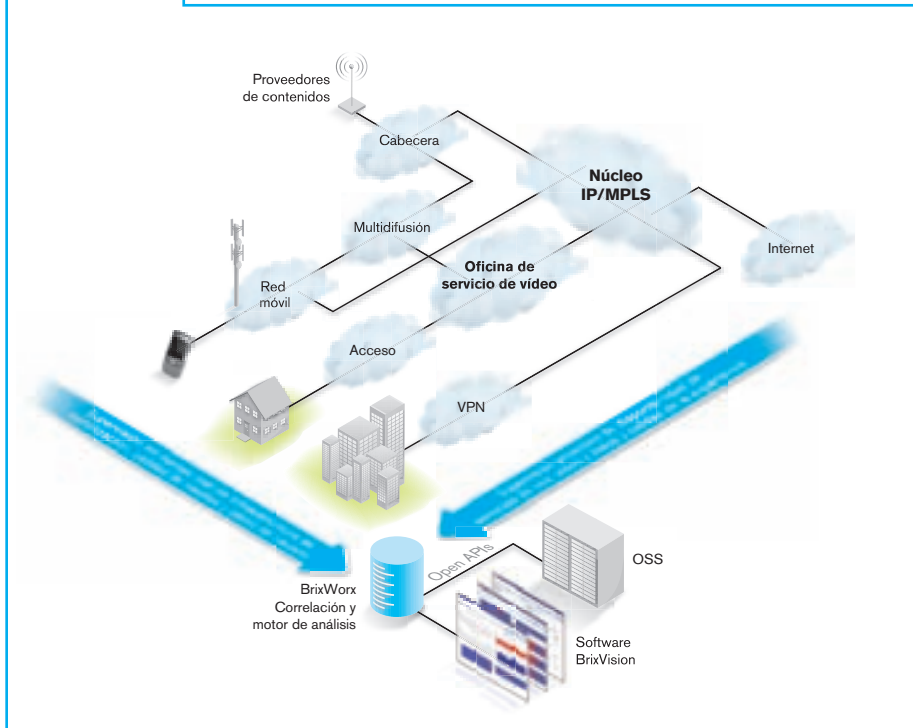 Proveedores
de contenidos
Cabecera
Núcleo
IP/MPLS
Multidifusión
Internet
Oficina de
servicio de vídeo
Red
móvil
Acceso
VPN
Open APIs
OSS
BrixWorx
Correlación y
motor de análisis
Software
BrixVision